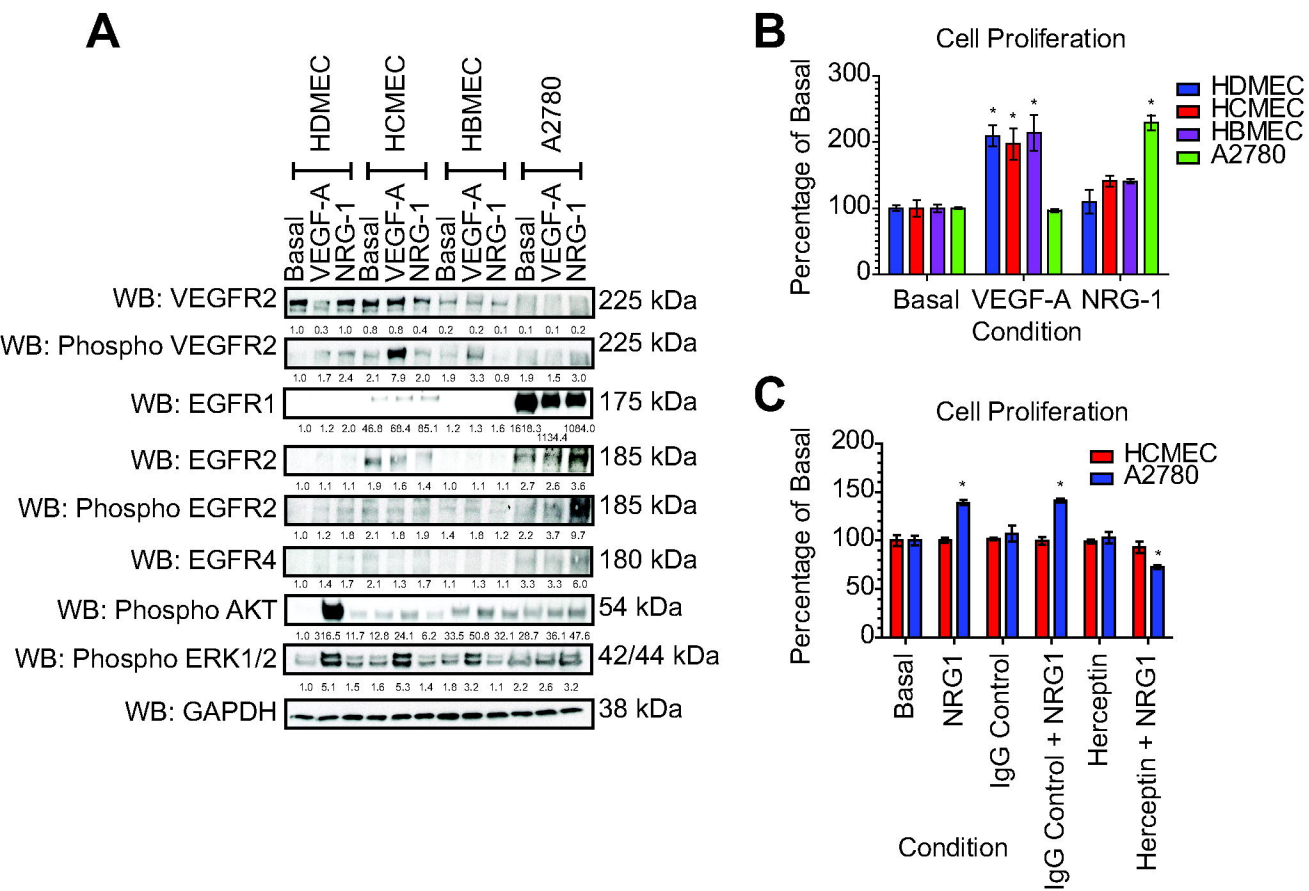 A
HDMEC HCMEC HBMEC A2780
Basal VEGF-A NRG-1 Basal VEGF-A NRG-1 Basal VEGF-A NRG-1 Basal VEGF-A NRG-1
WB: VEGFR2 225 kDa
1.0 0.3 1.0 0.8 0.8 0.4 0.2 0.2 0.1 0.1 0.1 0.2
WB: Phospho VEGFR2 225 kDa
1.0 1.7 2.4 2.1 7.9 2.0 1.9 3.3 0.9 1.9 1.5 3.0
WB: EGFR1 175 kDa
1.0 1.2 2.0 46.8 68.4 85.1 1.2 1.3 1.6 1618.3 1084.0
1134.4
WB: EGFR2 185 kDa
1.0 1.1 1.1 1.9 1.6 1.4 1.0 1.1 1.1 2.7 2.6 3.6
WB: Phospho EGFR2 185 kDa
1.0 1.2 1.8 2.1 1.8 1.9 1.4 1.8 1.2 2.2 3.7 9.7
WB: EGFR4 180 kDa
1.0 1.4 1.7 2.1 1.3 1.7 1.1 1.3 1.1 3.3 3.3 6.0
WB: Phospho AKT 54 kDa
1.0 316.5 11.7 12.8 24.1 6.2 33.5 50.8 32.1 28.7 36.1 47.6
WB: Phospho ERK1/2 42/44 kDa
1.0 5.1 1.5 1.6 5.3 1.4 1.8 3.2 1.1 2.2 2.6 3.2
WB: GAPDH 38 kDa
B
Cell Proliferation
Percentage of Basal
300
200
100
0
* * * *
Basal VEGF-A NRG-1
Condition
HDMEC
HCMEC
HBMEC
A2780
C
Cell Proliferation
Percentage of Basal
200
150
100
50
0
* * *
Basal
NRG1
IgG Control
IgG Control + NRG1
Herceptin
Herceptin + NRG1
Condition
HCMEC
A2780